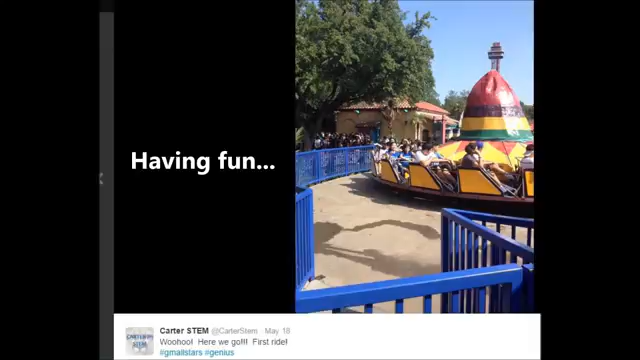 Having fun...
Carter STEM @CarterStem · May 18
Woohoo! Here we go!!! First ride!
#gmailstars #genius